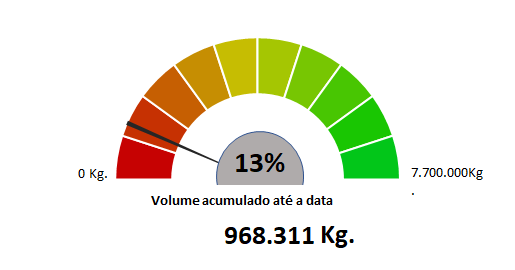 13%
0 Kg.
7.700.000Kg
.
Volume acumulado até a data
968.311 Kg.